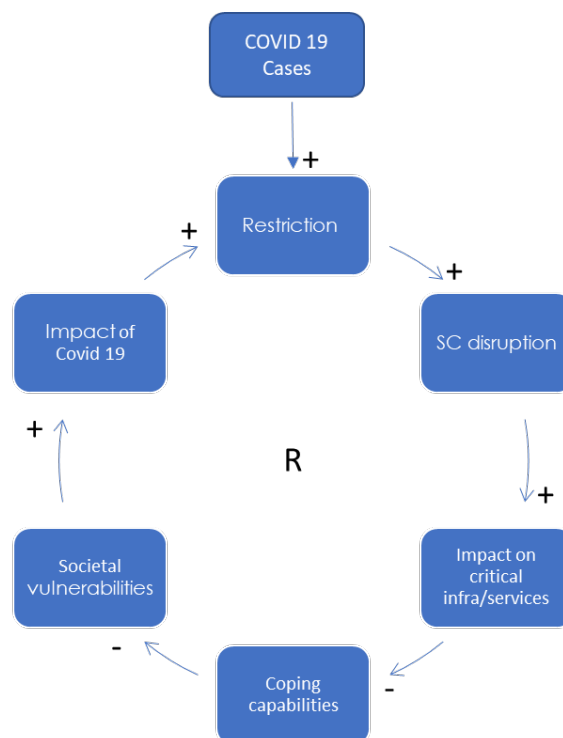 COVID 19
Cases
+
Restriction
+
+
Impact of
Covid 19
SC disruption
+
R
+
Societal
vulnerabilities
Impact on
critical
infra/services
-
-
Coping
capabilities